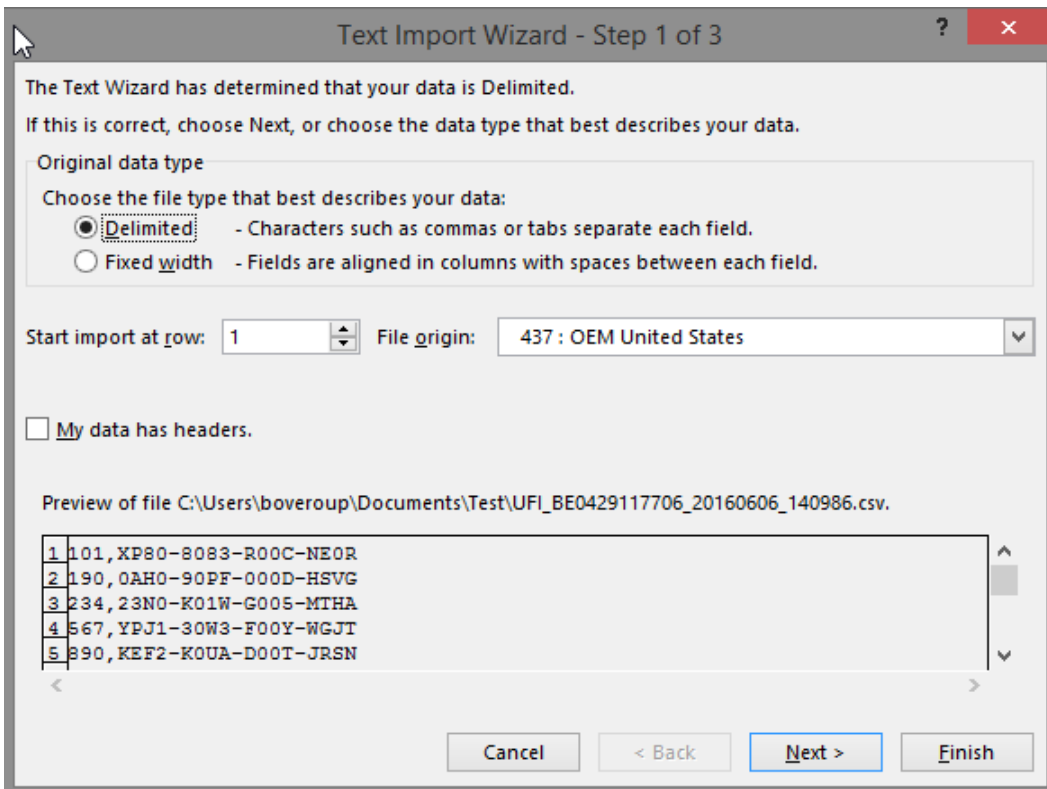 Text Import Wizard - Step 1 of 3
?
The Text Wizard has determined that your data is Delimited.
If this is correct, choose Next, or choose the data type that best describes your data.
Original data type
Choose the file type that best describes your data:
Delimited - Characters such as commas or tabs separate each field.
Fixed width - Fields are aligned in columns with spaces between each field.
Start import at row: 1 File origin: 437 : OEM United States
My data has headers.
Preview of file C:\Users\boveroup\Documents\Test\UFI_BE0429117706_20160606_140986.csv.
1 101,XP80-8083-R00C-NE0R
2 190,0AH0-90PF-000D-HSVG
3 234,23N0-K01W-G005-MTHA
4 567,YPJ1-30W3-F00Y-WGJT
5 890,KEF2-K0UA-D00T-JRSN
Cancel < Back Next > Finish